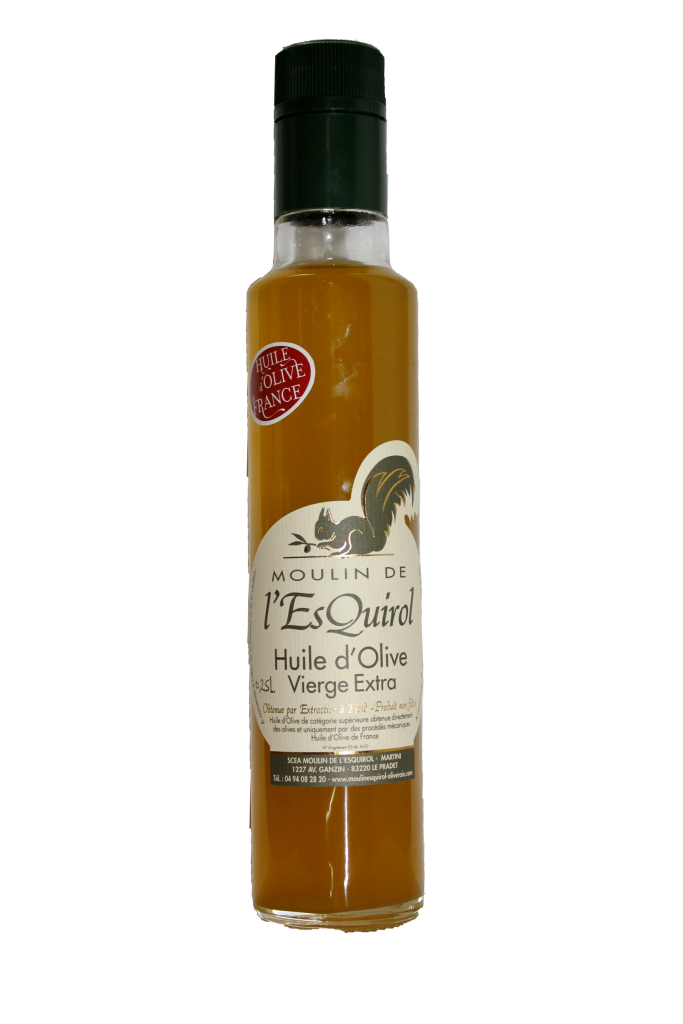 HUILE
d'OLIVE
FRANCE
MOULIN DE
l'EsQuirol
Huile d'Olive
0,25L Vierge Extra
Obtenue par Extraction à Froid - Produit non filtré
Huile d'Olive de catégorie supérieure obtenue directement
des olives et uniquement par des procédés mécaniques
Huile d'Olive de France
SCEA MOULIN DE L'ESQUIROL - MARTINI
1227 AV. GANZIN - 83220 LE PRADET
Tél. : 04 94 08 28 20 - www.moulinesquirol-oliveraie.com